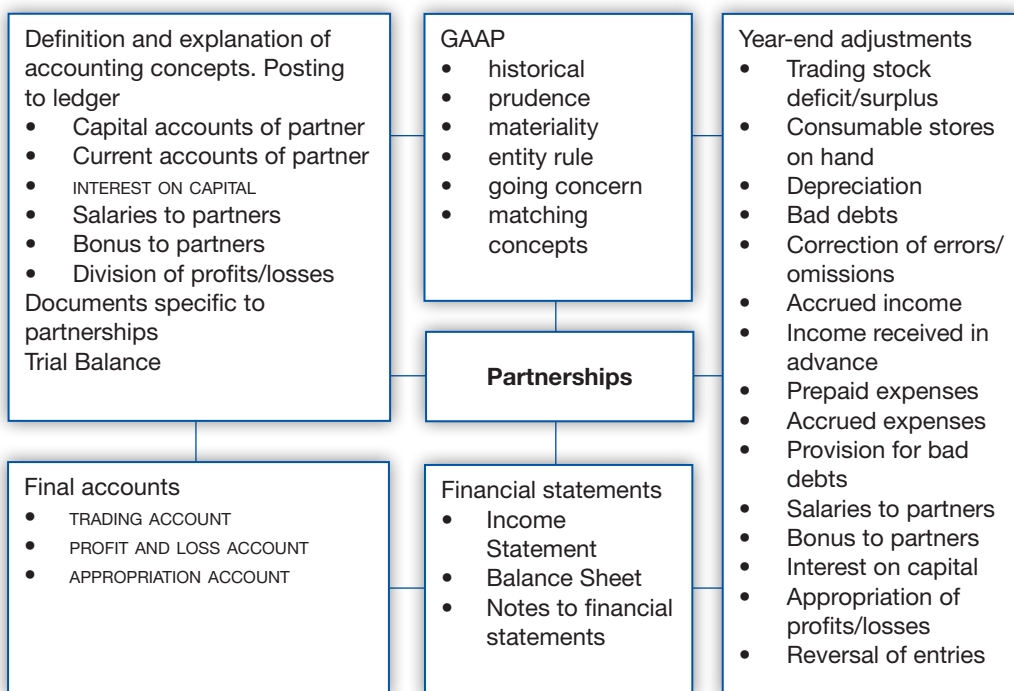 Definition and explanation of
accounting concepts. Posting
to ledger
• Capital accounts of partner
• Current accounts of partner
• INTEREST ON CAPITAL
• Salaries to partners
• Bonus to partners
• Division of profits/losses
Documents specific to
partnerships
Trial Balance
GAAP
• historical
• prudence
• materiality
• entity rule
• going concern
• matching
concepts
Year-end adjustments
• Trading stock
deficit/surplus
• Consumable stores
on hand
• Depreciation
• Bad debts
• Correction of errors/
omissions
• Accrued income
• Income received in
advance
• Prepaid expenses
• Accrued expenses
• Provision for bad
debts
• Salaries to partners
• Bonus to partners
• Interest on capital
• Appropriation of
profits/losses
• Reversal of entries
Partnerships
Final accounts
• TRADING ACCOUNT
• PROFIT AND LOSS ACCOUNT
• APPROPRIATION ACCOUNT
Financial statements
• Income
Statement
• Balance Sheet
• Notes to financial
statements